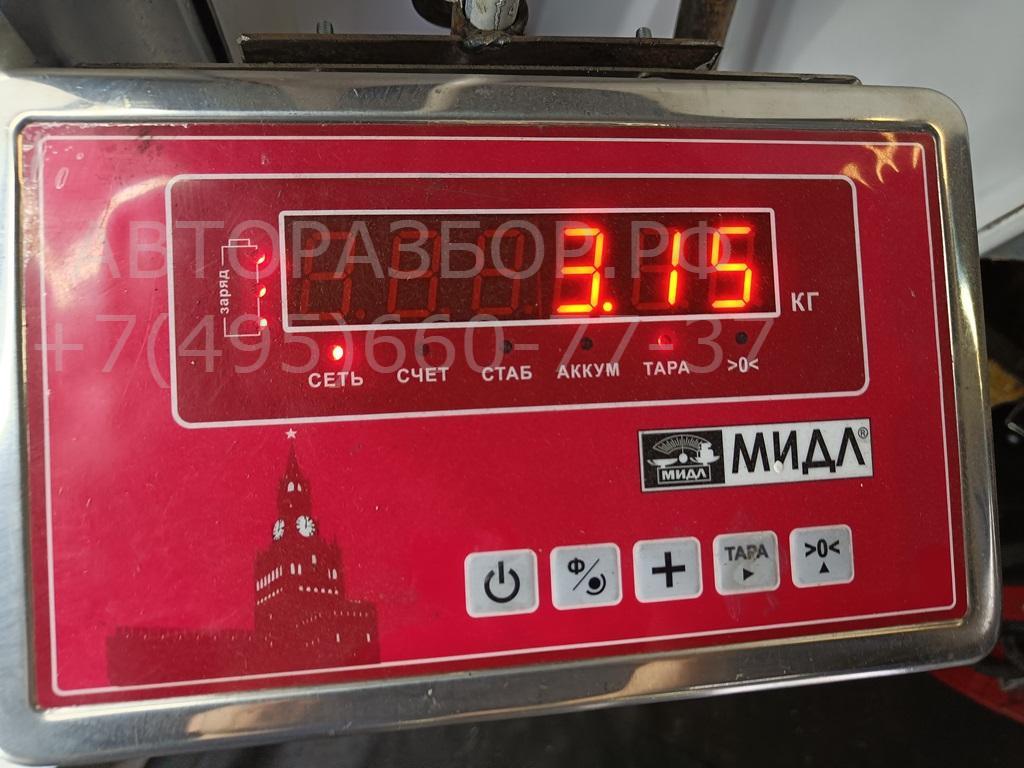 АВТОРАЗБОР.РФ
+7(495)660-77-37
заряд
3.15
КГ
СЕТЬ СЧЕТ СТАБ АККУМ ТАРА >0<
МИДЛ
МИДЛ®
Ф/ + ТАРА >0<